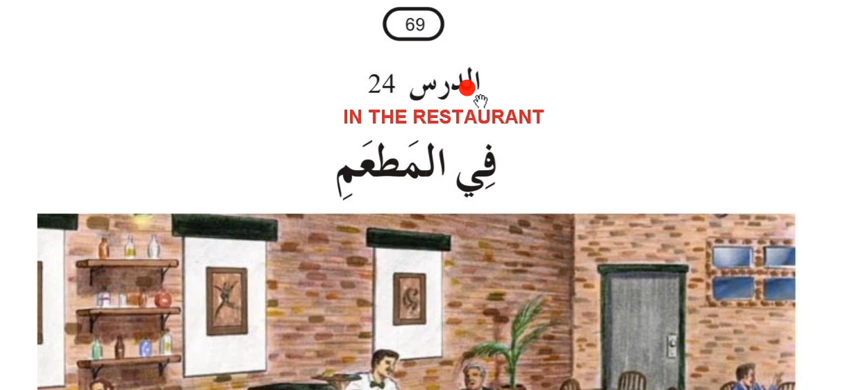 69
الدرس 24
IN THE RESTAURANT
فِي المَطعَمِ